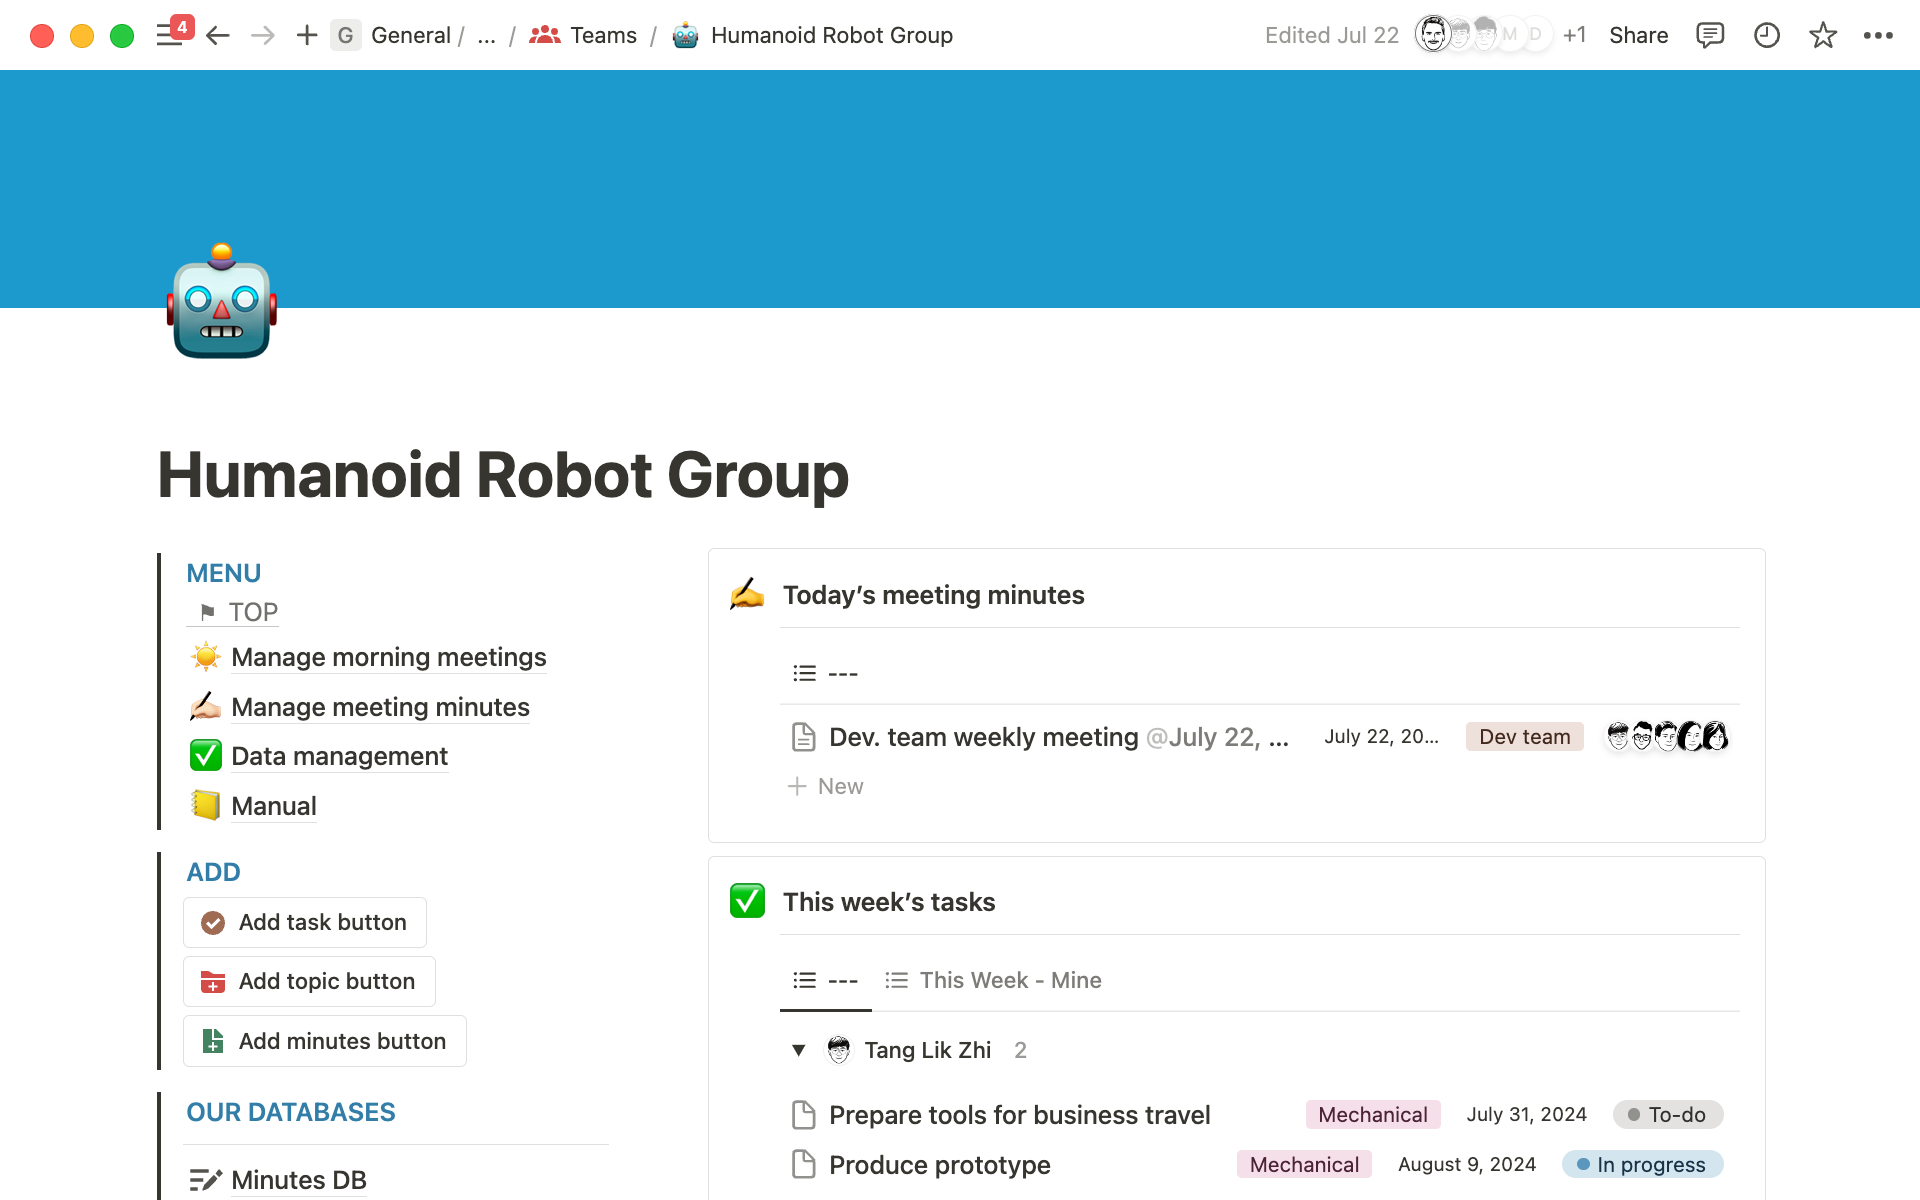 4
G General / ... / Teams / Humanoid Robot Group
Edited Jul 22 M D +1 Share
Humanoid Robot Group
MENU
TOP
Manage morning meetings
Manage meeting minutes
Data management
Manual
ADD
Add task button
Add topic button
Add minutes button
OUR DATABASES
Minutes DB
Today’s meeting minutes
---
Dev. team weekly meeting @July 22, ... July 22, 20... Dev team
New
This week’s tasks
--- This Week - Mine
Tang Lik Zhi 2
Prepare tools for business travel Mechanical July 31, 2024 To-do
Produce prototype Mechanical August 9, 2024 In progress